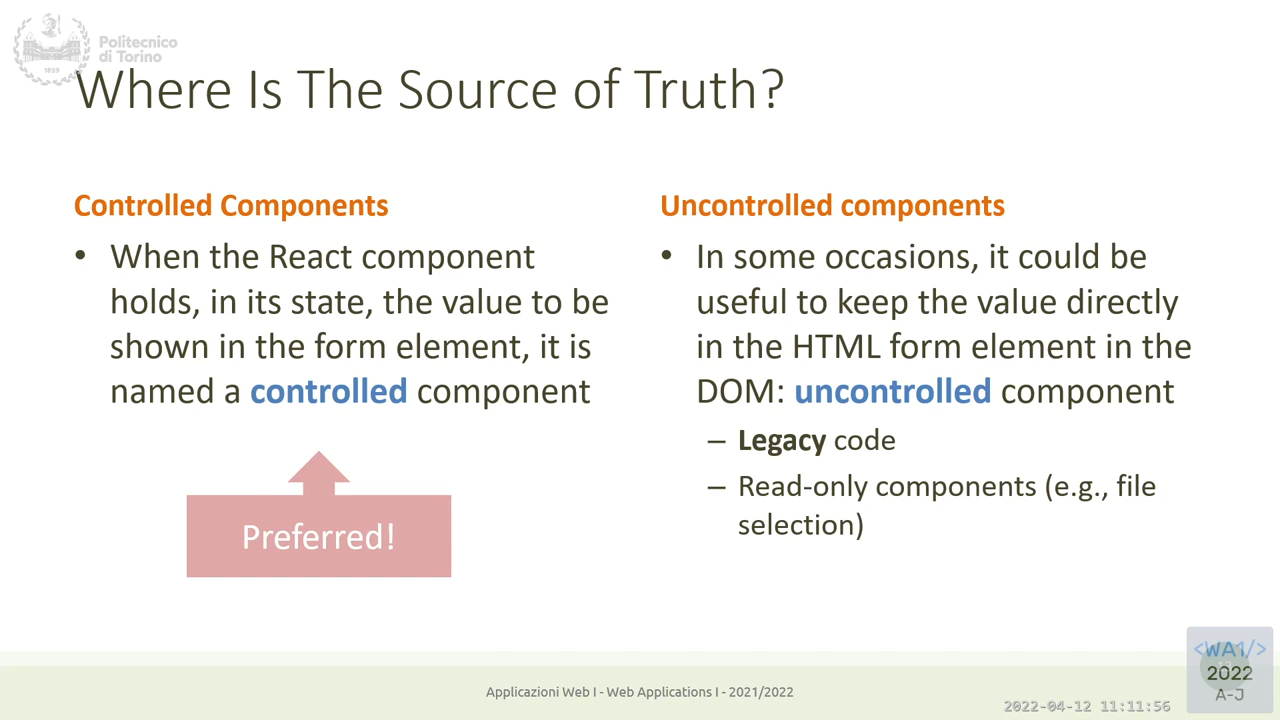 Politecnico
di Torino
1859
Where Is The Source of Truth?
Controlled Components
• When the React component
holds, in its state, the value to be
shown in the form element, it is
named a controlled component
Preferred!
Uncontrolled components
• In some occasions, it could be
useful to keep the value directly
in the HTML form element in the
DOM: uncontrolled component
– Legacy code
– Read-only components (e.g., file
selection)
Applicazioni Web I - Web Applications I - 2021/2022
2022-04-12 11:11:56
<WA1/>
2022
A-J